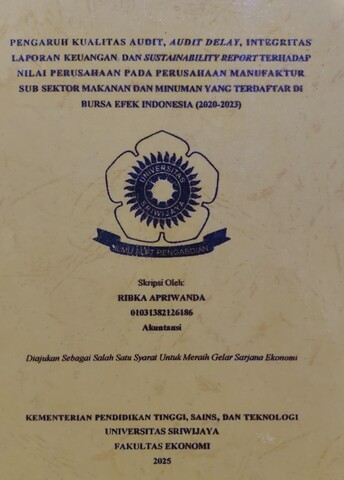 PENGARUH KUALITAS AUDIT, AUDIT DELAY, INTEGRITAS
LAPORAN KEUANGAN, DAN SUSTAINABILITY REPORT TERHADAP
NILAI PERUSAHAAN PADA PERUSAHAAN MANUFAKTUR
SUB SEKTOR MAKANAN DAN MINUMAN YANG TERDAFTAR DI
BURSA EFEK INDONESIA (2020-2023)
UNIVERSITAS
SRIWIJAYA
ILMU ALAT PENGABDIAN
Skripsi Oleh:
RIBKA APRIWANDA
01031382126186
Akuntansi
Diajukan Sebagai Salah Satu Syarat Untuk Meraih Gelar Sarjana Ekonomi
KEMENTERIAN PENDIDIKAN TINGGI, SAINS, DAN TEKNOLOGI
UNIVERSITAS SRIWIJAYA
FAKULTAS EKONOMI
2025